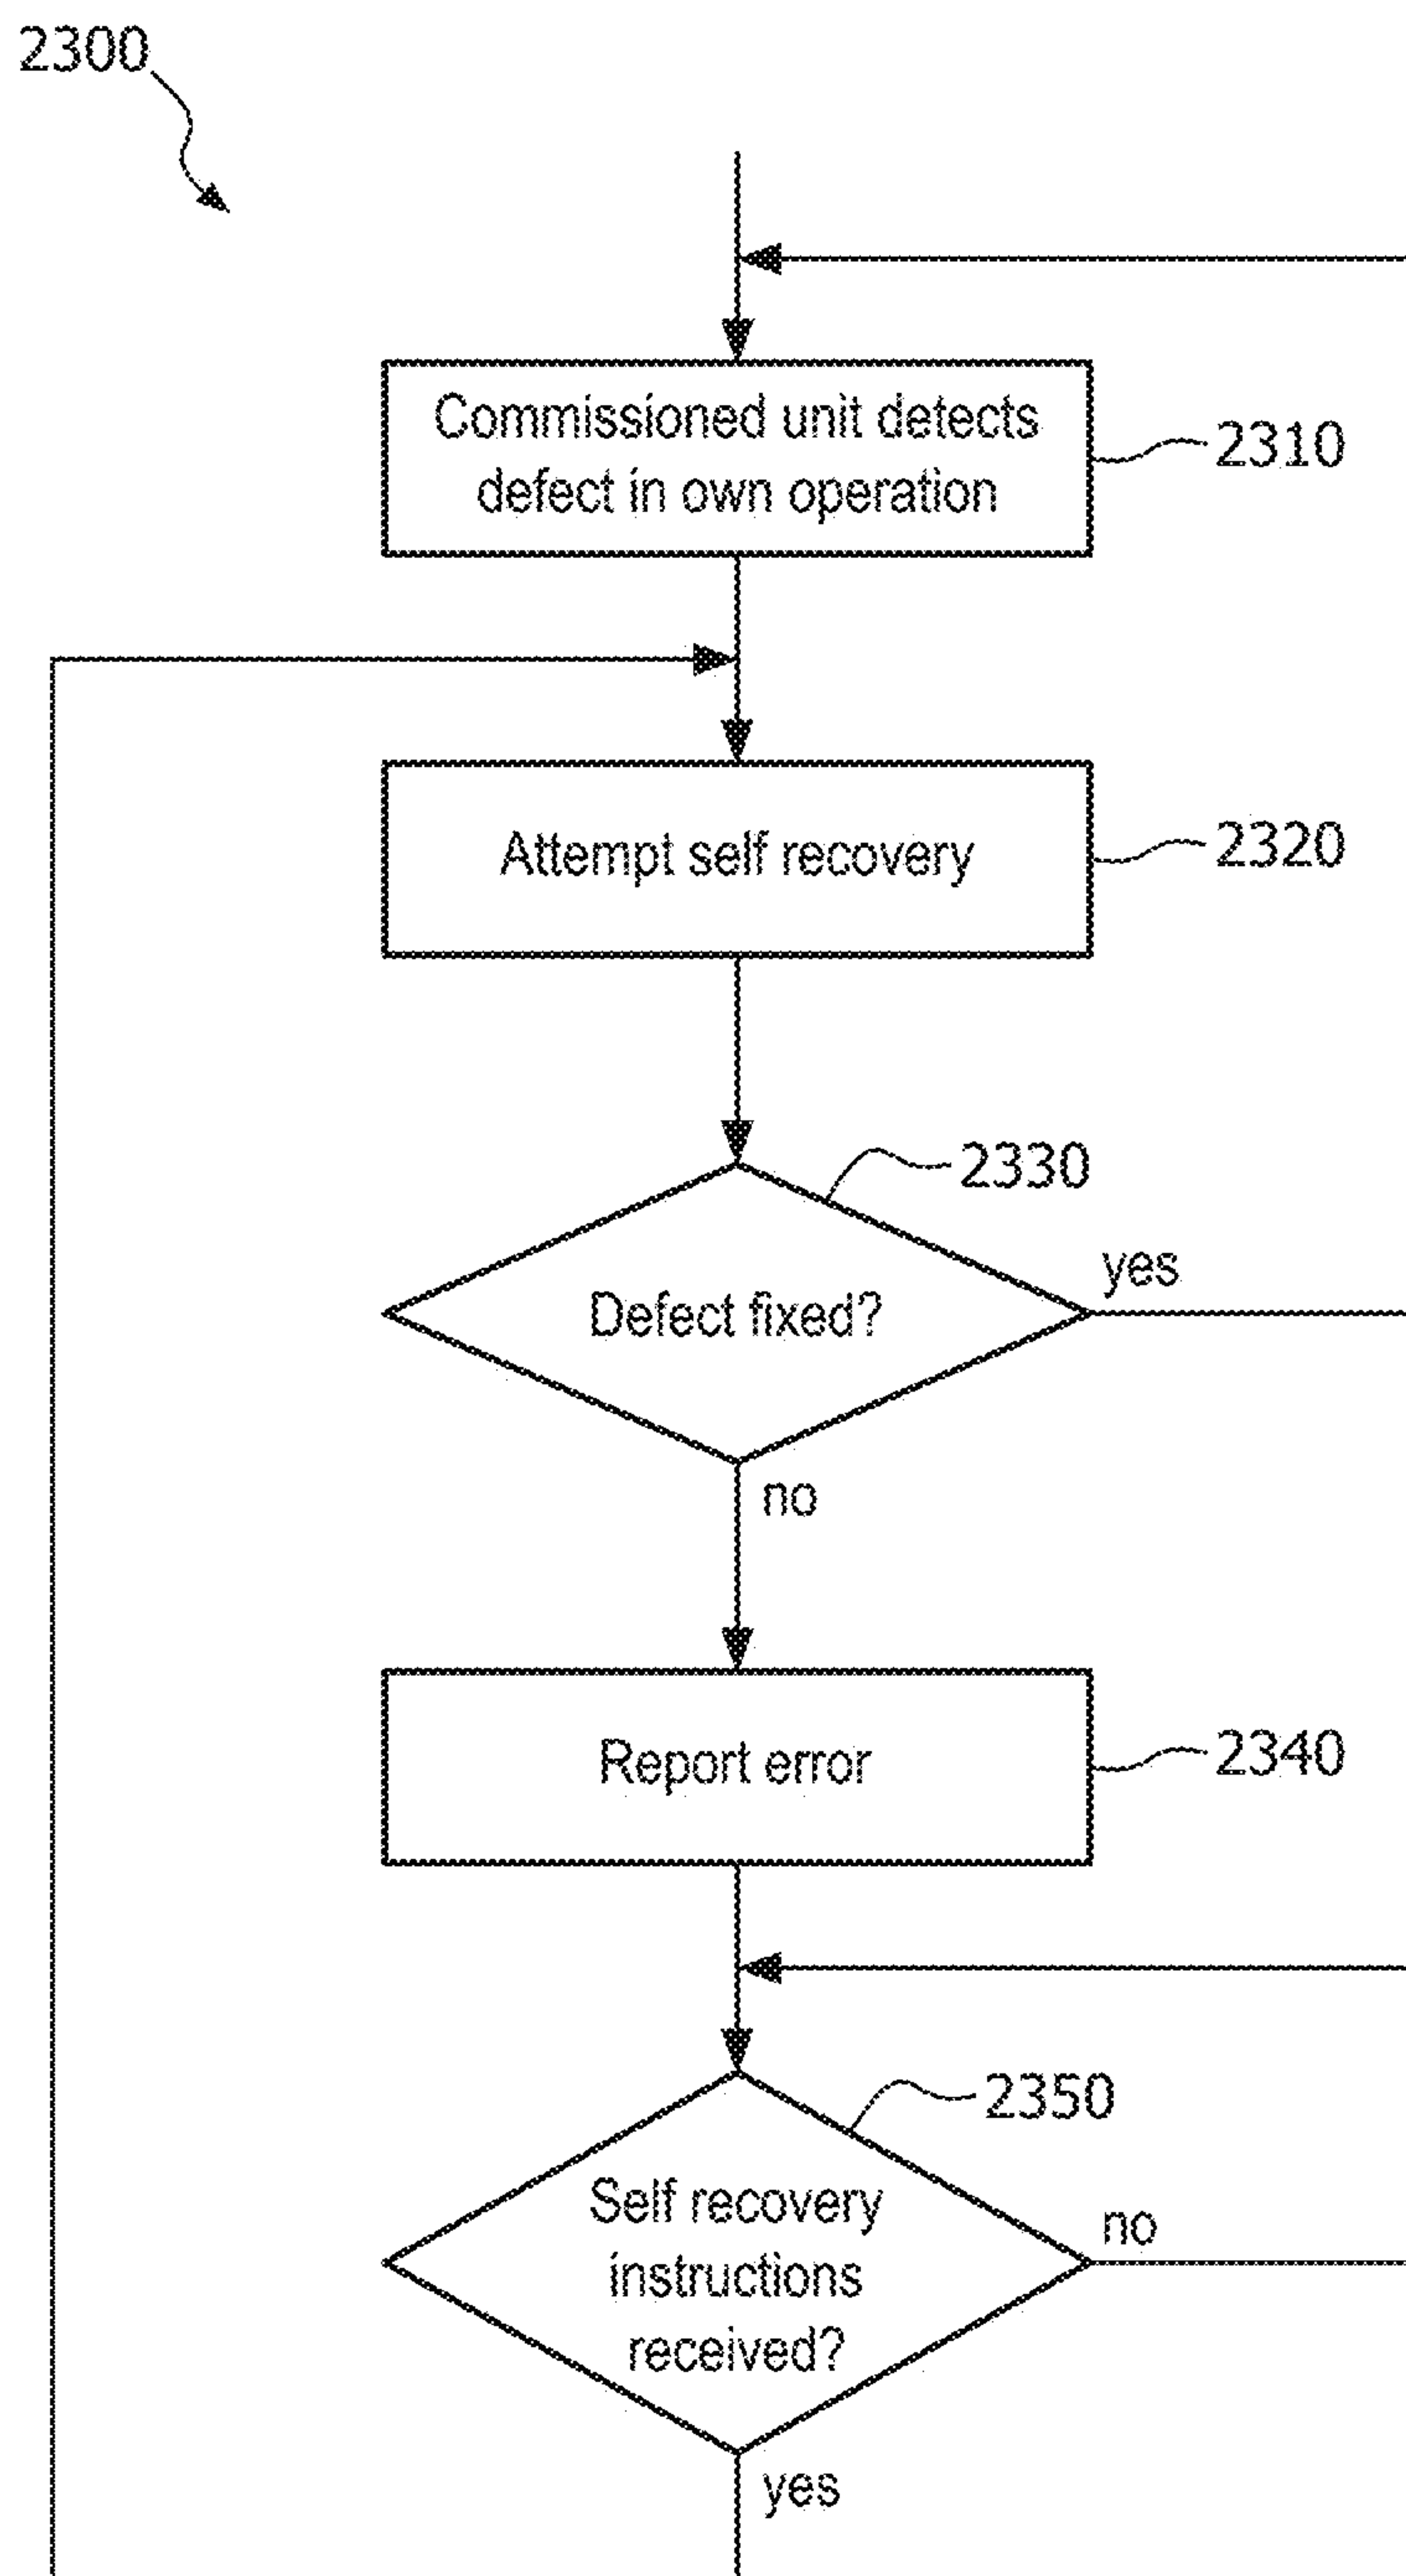 2300
Commissioned unit detects
defect in own operation
2310
Attempt self recovery
2320
2330
Defect fixed?
yes
no
Report error
2340
2350
Self recovery
instructions
received?
no
yes